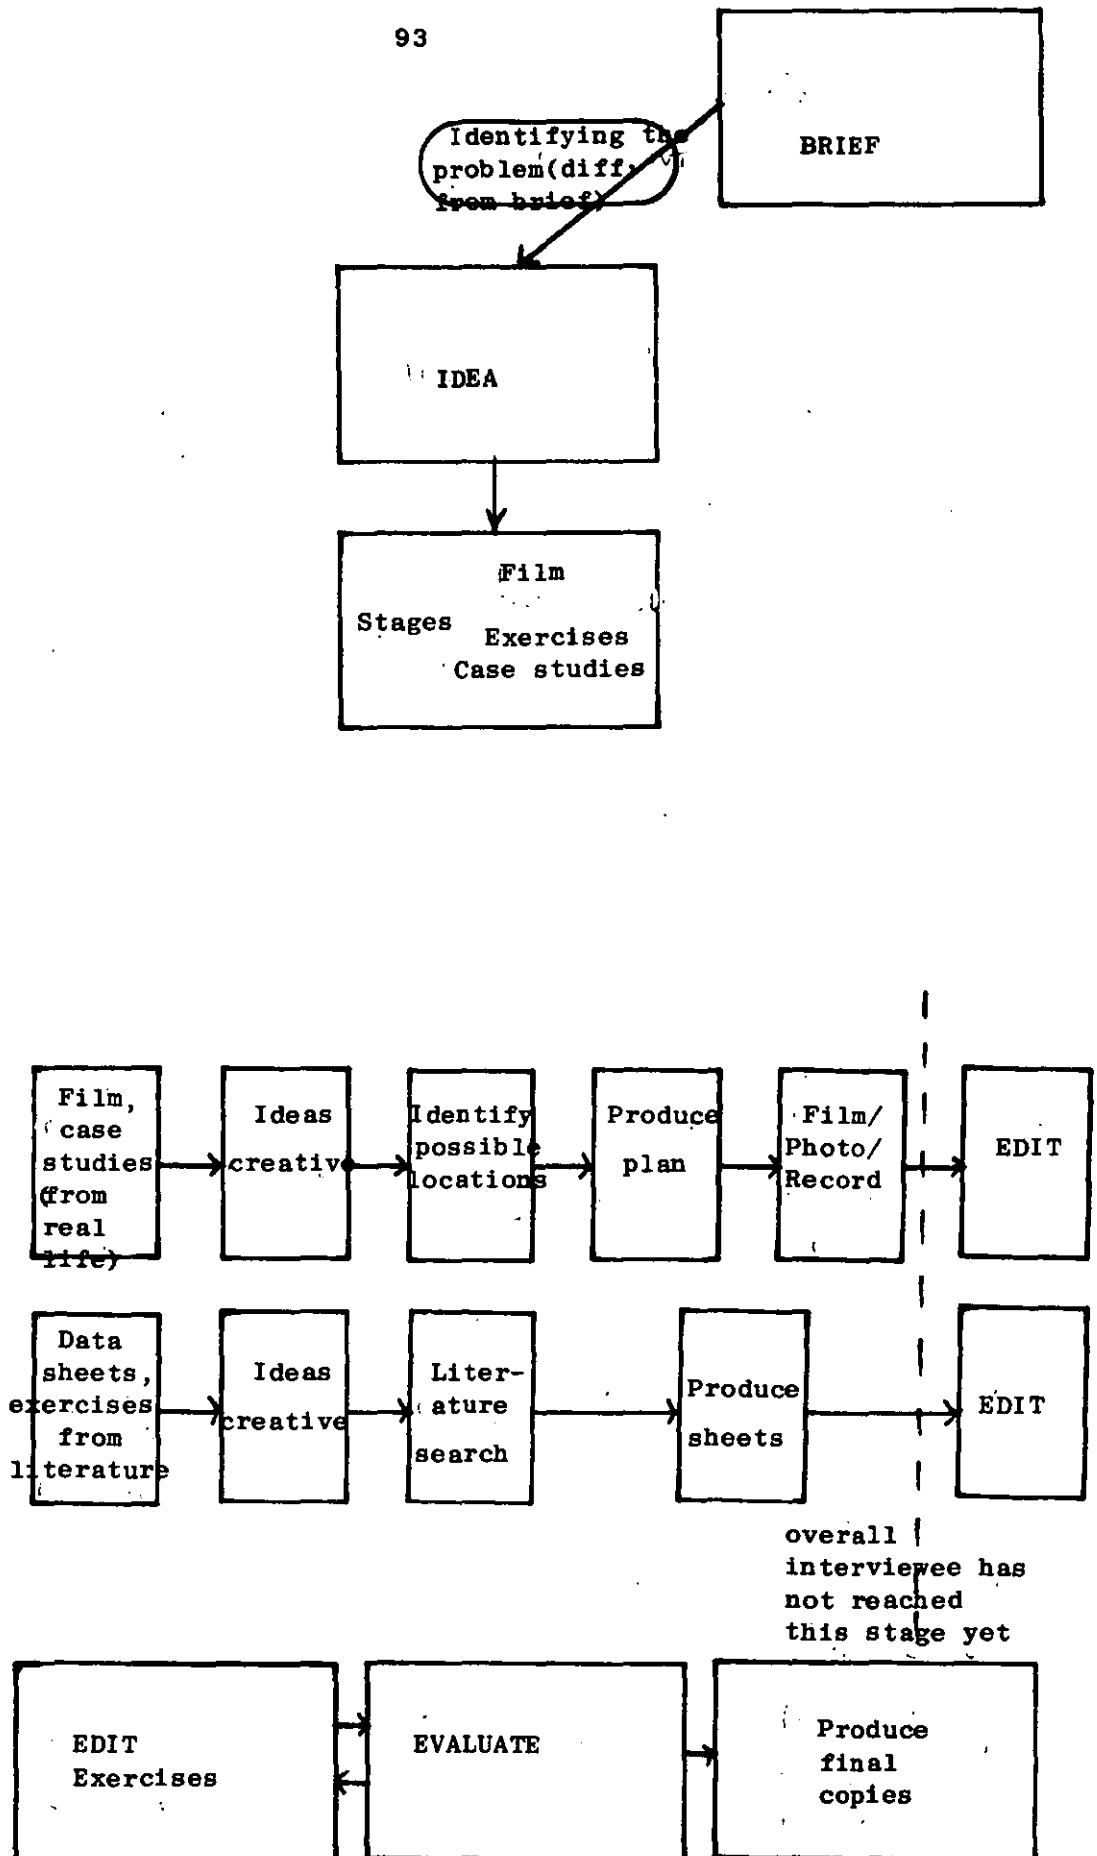 93
Identifying the
problem(diff.
from brief)
BRIEF
IDEA
Film
Stages
Exercises
Case studies
Film,
case
studies
(from
real
life)
Ideas
creative
Identify
possible
locations
Produce
plan
Film/
Photo/
Record
EDIT
Data
sheets,
exercises
from
literature
Ideas
creative
Liter-
ature
search
Produce
sheets
EDIT
overall
interviewee has
not reached
this stage yet
EDIT
Exercises
EVALUATE
Produce
final
copies